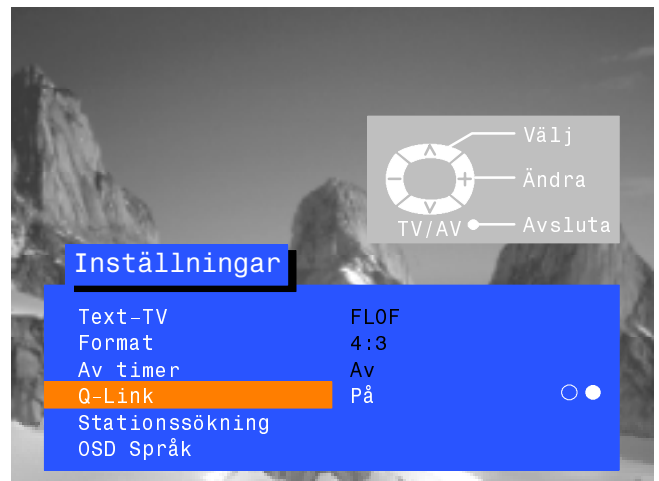 Välj
Ändra
TV/AV Avsluta
Inställningar
Text-TV FLOF
Format 4:3
Av timer Av
Q-Link På
Stationssökning
OSD Språk